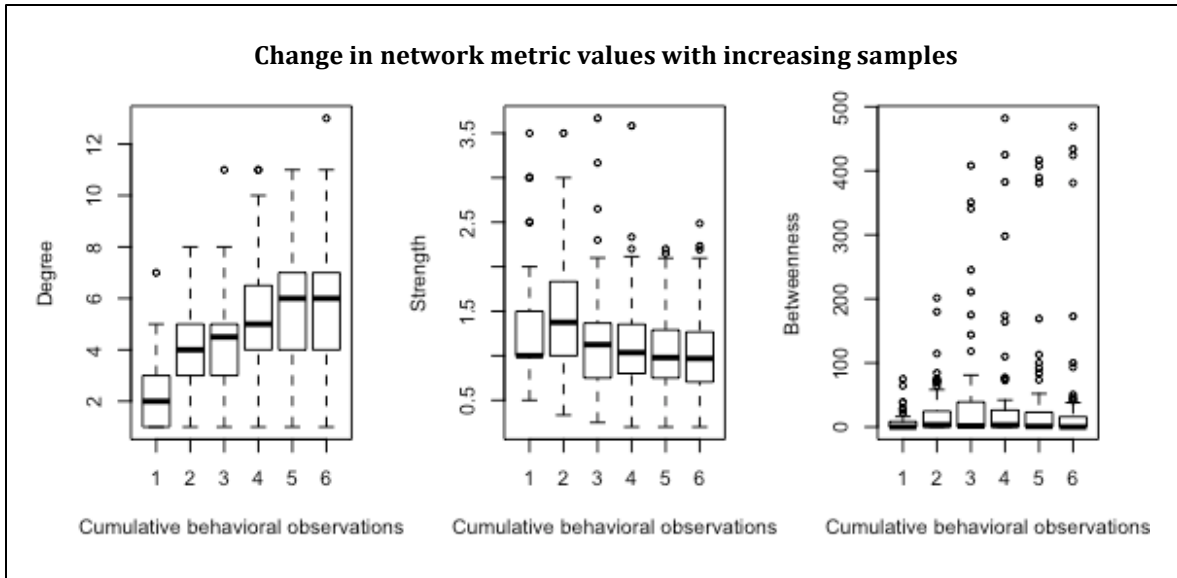 Change in network metric values with increasing samples
Degree
2 4 6 8 10 12
1 2 3 4 5 6
Cumulative behavioral observations
Strength
0.5 1.5 2.5 3.5
1 2 3 4 5 6
Cumulative behavioral observations
Betweenness
0 100 200 300 400 500
1 2 3 4 5 6
Cumulative behavioral observations